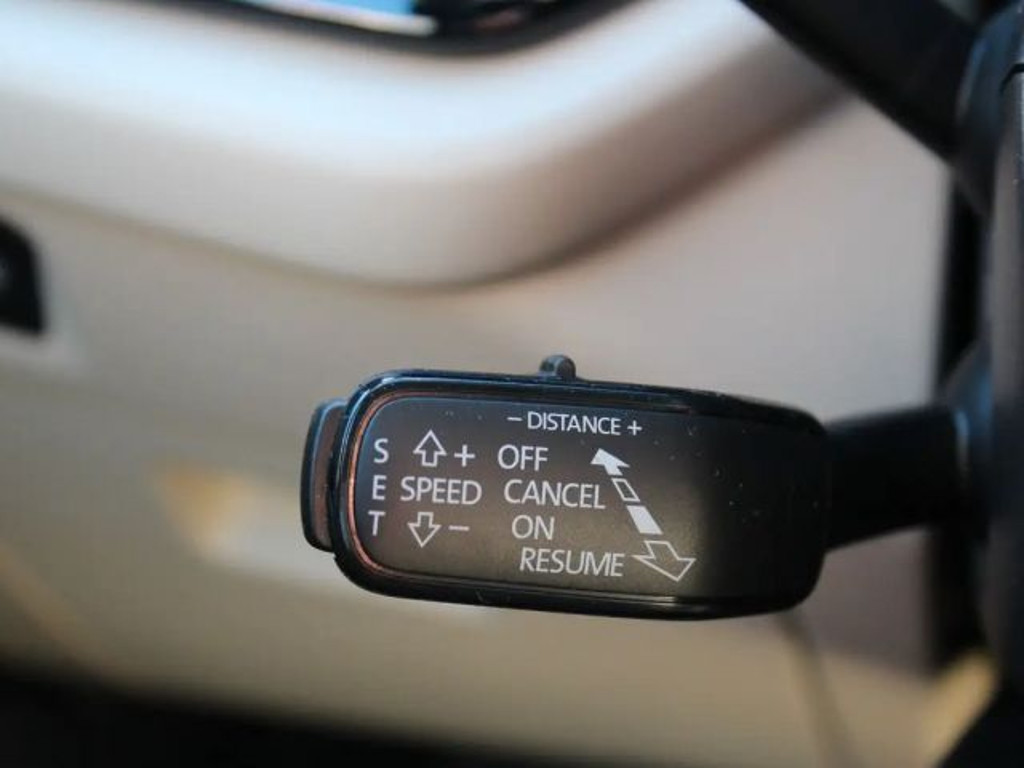 − DISTANCE +
S + OFF
E SPEED CANCEL
T − ON
RESUME